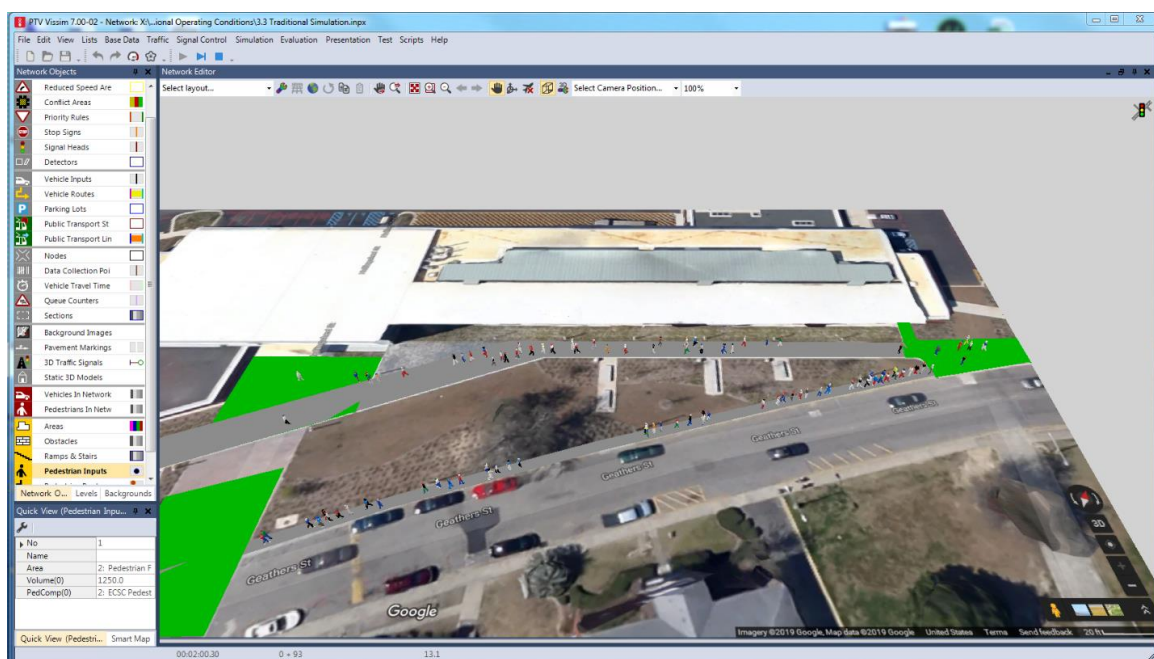 PTV Vissim 7.00-02 - Network: X:\...ional Operating Conditions\3.3 Traditional Simulation.inpx
File Edit View Lists Base Data Traffic Signal Control Simulation Evaluation Presentation Test Scripts Help
Network Objects
Network Editor
Select layout...
Select Camera Position...
100%
Reduced Speed Are
Conflict Areas
Priority Rules
Stop Signs
Signal Heads
Detectors
Vehicle Inputs
Vehicle Routes
Parking Lots
Public Transport St
Public Transport Lin
Nodes
Data Collection Poi
Vehicle Travel Time
Queue Counters
Sections
Background Images
Pavement Markings
3D Traffic Signals
Static 3D Models
Vehicles In Network
Pedestrians In Netw
Areas
Obstacles
Ramps & Stairs
Pedestrian Inputs
Network O... Levels Backgrounds
Quick View (Pedestrian Inpu...
No 1
Name
Area 2: Pedestrian F
Volume(0) 1250.0
PedComp(0) 2: ECSC Pedest
Quick View (Pedestri... Smart Map
Geathers St
Geathers St
Geathers St
Geathers St
Geathers St
Google
3D
Imagery ©2019 Google, Map data ©2019 Google United States Terms Send feedback 20 ft
00:02:00.30 0 + 93 13.1